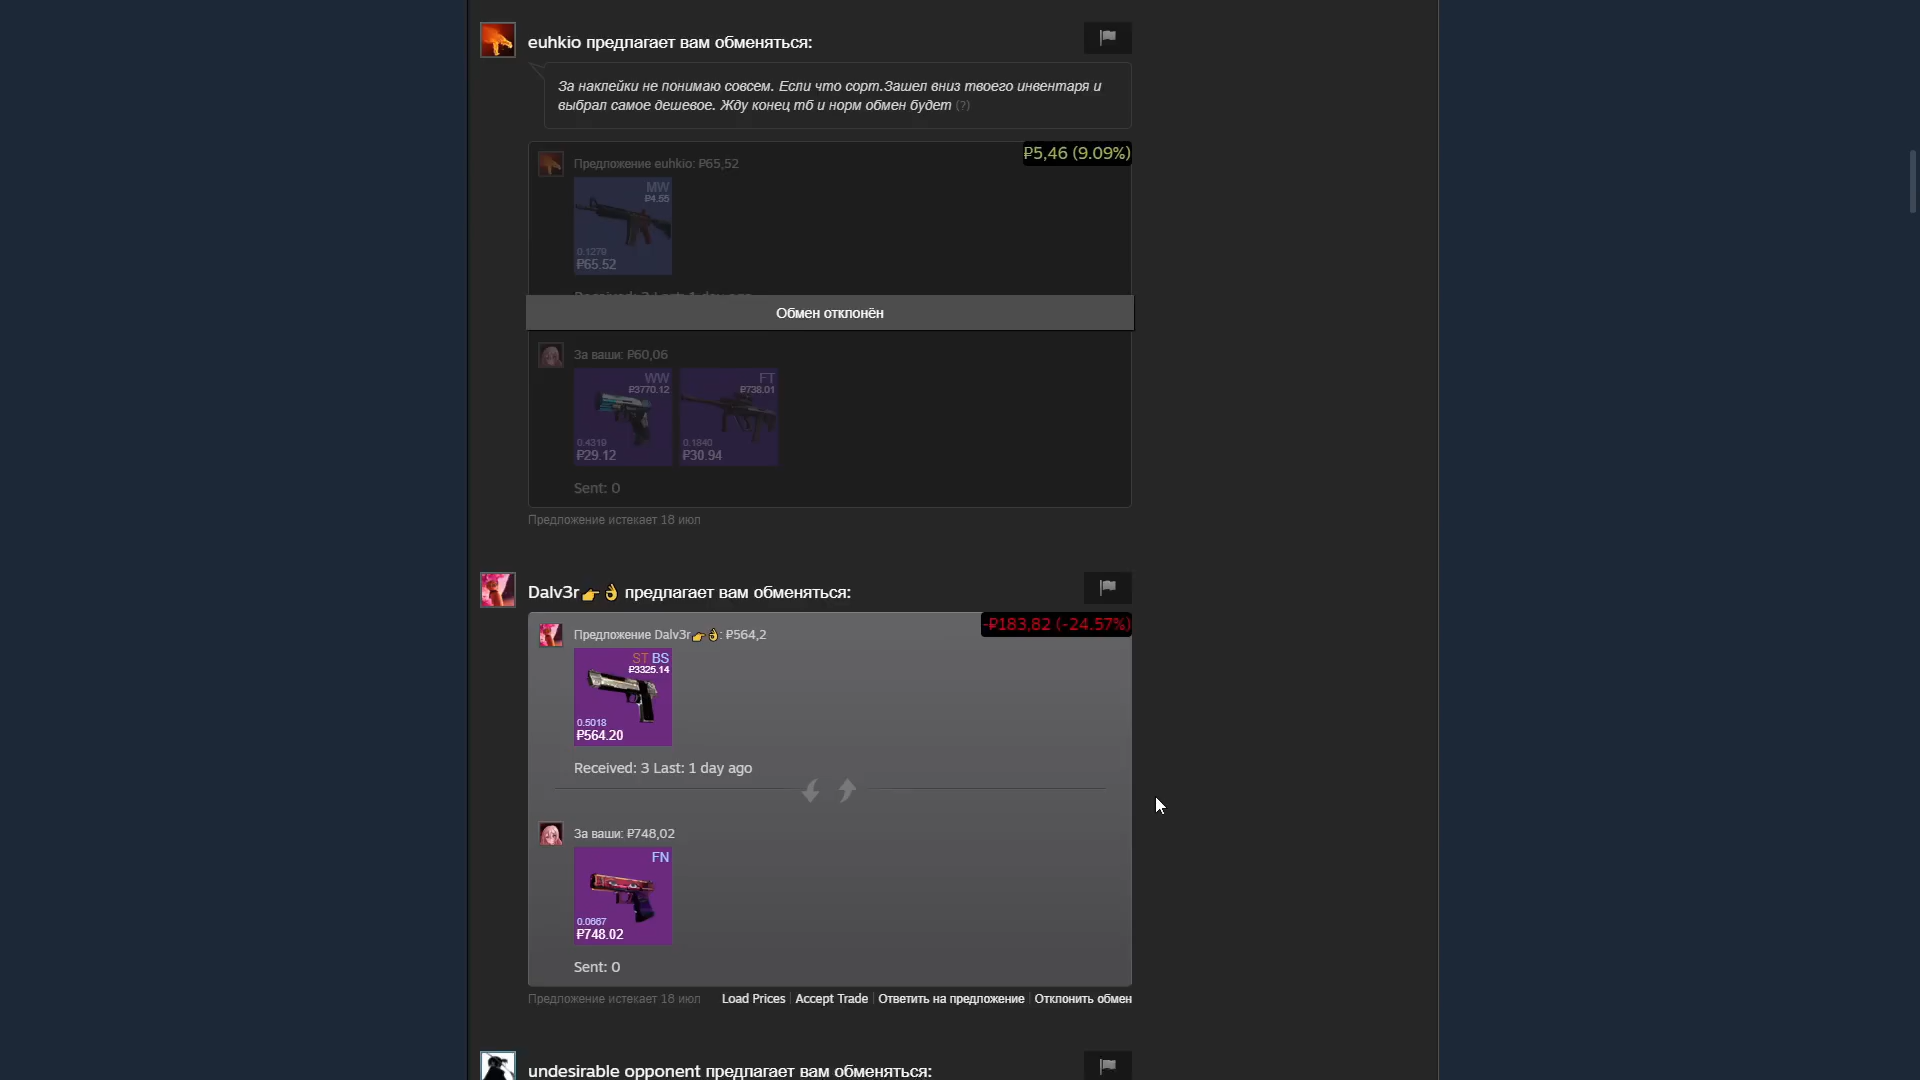 euhkio предлагает вам обменяться:
За наклейки не понимаю совсем. Если что сорт.Зашел вниз твоего инвентаря и
выбрал самое дешевое. Жду конец тб и норм обмен будет (?)
₽5,46 (9.09%)
Предложение euhkio: ₽65,52
MW
₽4.55
0.1279
₽65.52
Received: 3 Last: 1 day ago
Обмен отклонён
За ваши: ₽60,06
WW
₽3770.12
0.4319
₽29.12
FT
₽738.01
0.1840
₽30.94
Sent: 0
Предложение истекает 18 июл
Dalv3r👉👌 предлагает вам обменяться:
-₽183,82 (-24.57%)
Предложение Dalv3r👉👌: ₽564,2
ST BS
₽3325.14
0.5018
₽564.20
Received: 3 Last: 1 day ago
За ваши: ₽748,02
FN
0.0667
₽748.02
Sent: 0
Предложение истекает 18 июл Load Prices | Accept Trade | Ответить на предложение | Отклонить обмен
undesirable opponent предлагает вам обменяться: